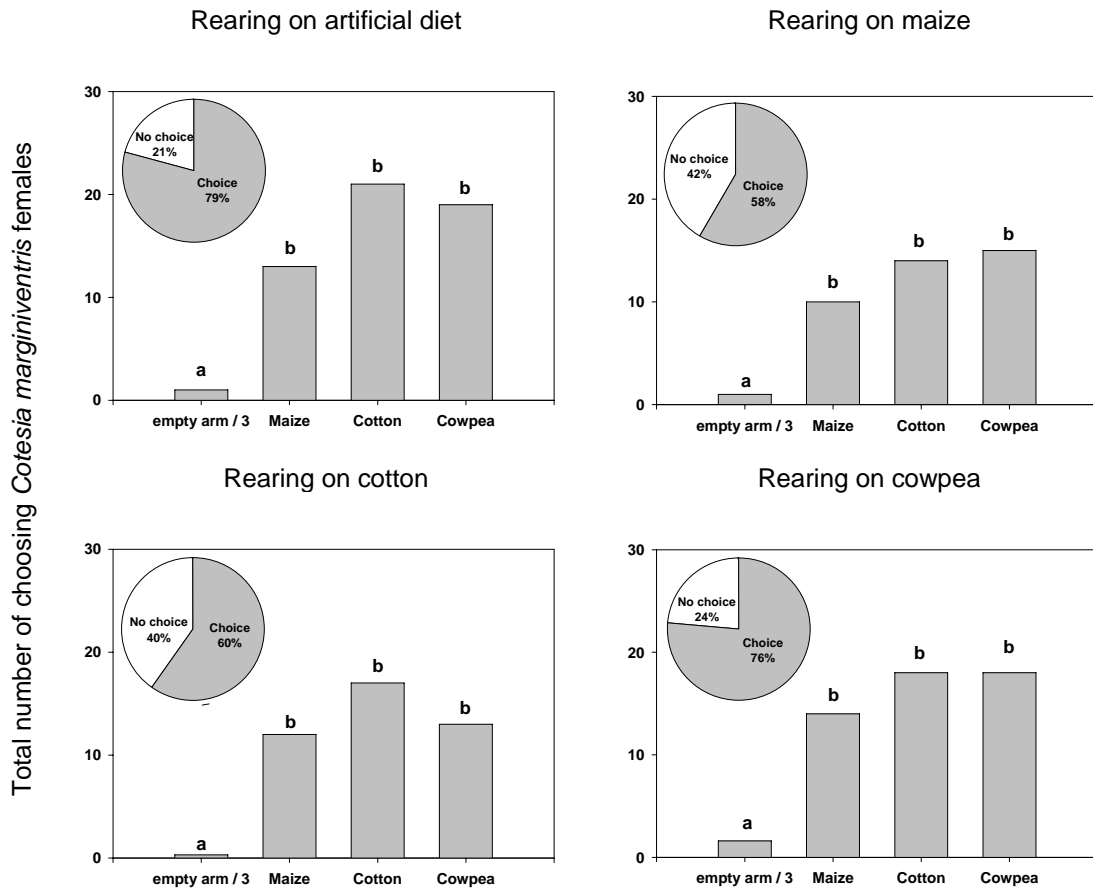 Total number of choosing Cotesia marginiventris females
Rearing on artificial diet
30
20
10
0
No choice
21%
Choice
79%
a
b
b
b
empty arm / 3 Maize Cotton Cowpea
Rearing on maize
30
20
10
0
No choice
42%
Choice
58%
a
b
b
b
empty arm / 3 Maize Cotton Cowpea
Rearing on cotton
30
20
10
0
No choice
40%
Choice
60%
a
b
b
b
empty arm / 3 Maize Cotton Cowpea
Rearing on cowpea
30
20
10
0
No choice
24%
Choice
76%
a
b
b
b
empty arm / 3 Maize Cotton Cowpea